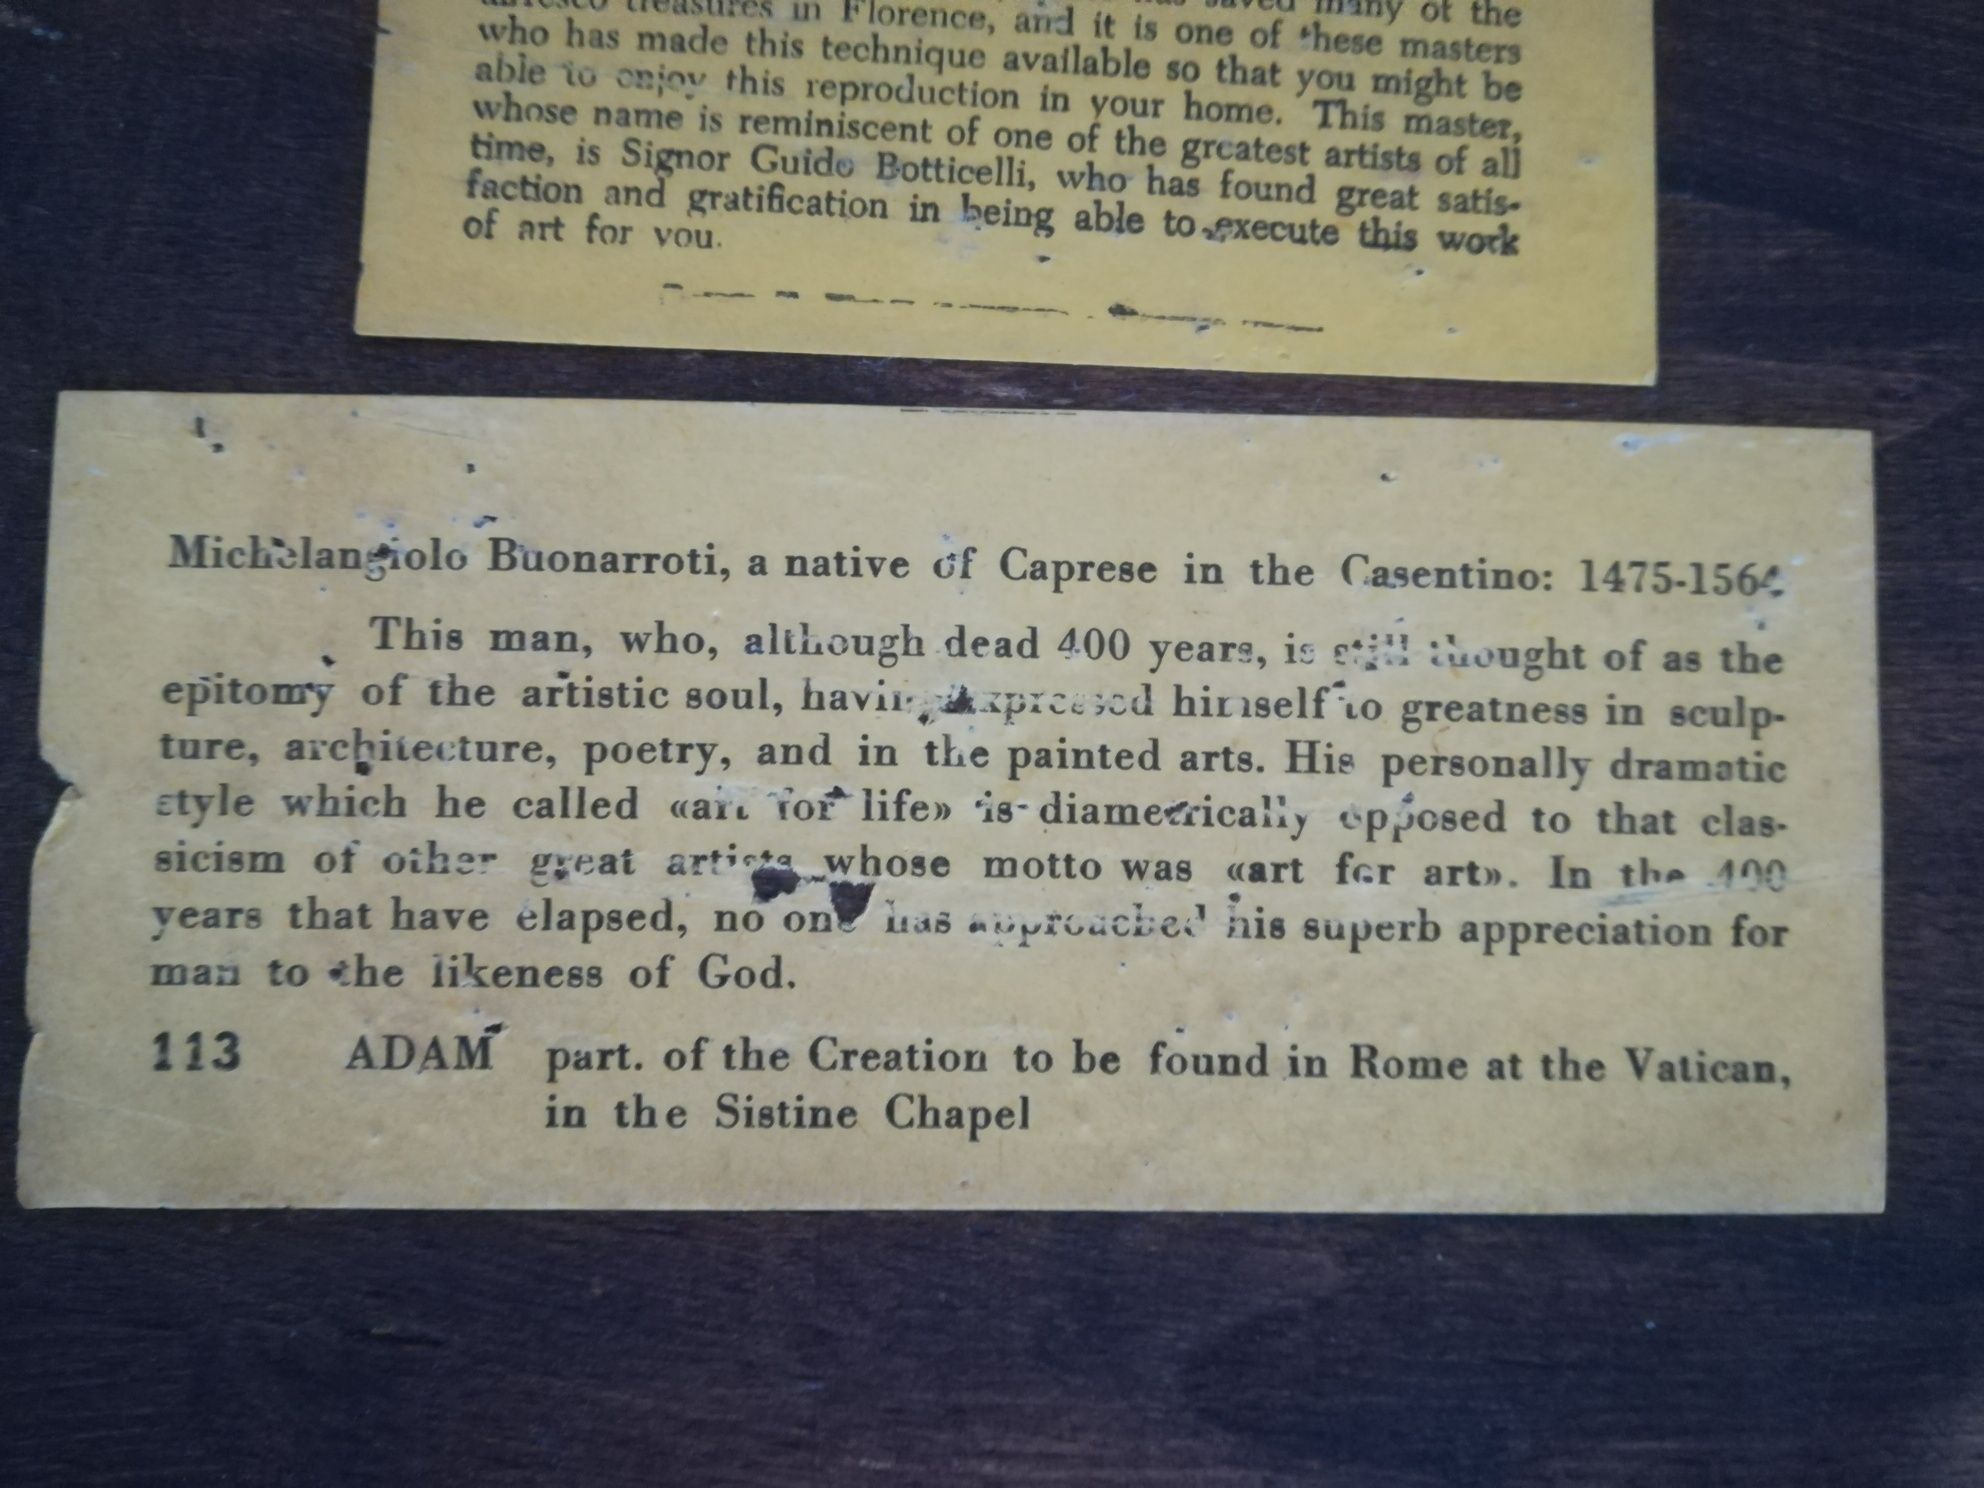 treasures in Florence, and it is one of these masters
who has made this technique available so that you might be
able to enjoy this reproduction in your home. This master,
whose name is reminiscent of one of the greatest artists of all
time, is Signor Guido Botticelli, who has found great satis-
faction and gratification in being able to execute this work
of art for you.
Michelangiolo Buonarroti, a native of Caprese in the Casentino: 1475-1564
This man, who, although dead 400 years, is still thought of as the
epitomy of the artistic soul, having expressed himself to greatness in sculp-
ture, architecture, poetry, and in the painted arts. His personally dramatic
style which he called «art for life» is diametrically opposed to that clas-
sicism of other great artists whose motto was «art for art». In the 400
years that have elapsed, no one has approached his superb appreciation for
man to the likeness of God.
113 ADAM part. of the Creation to be found in Rome at the Vatican,
in the Sistine Chapel